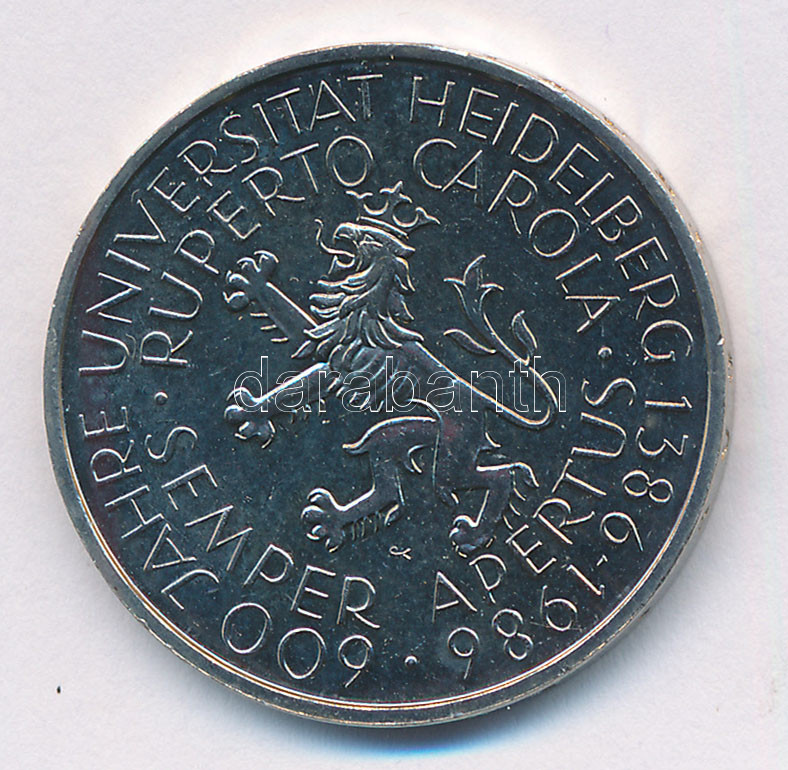 600 JAHRE UNIVERSITÄT HEIDELBERG 1386-1986 ·
· RUPERTO CAROLA · SEMPER APERTUS
darabanth